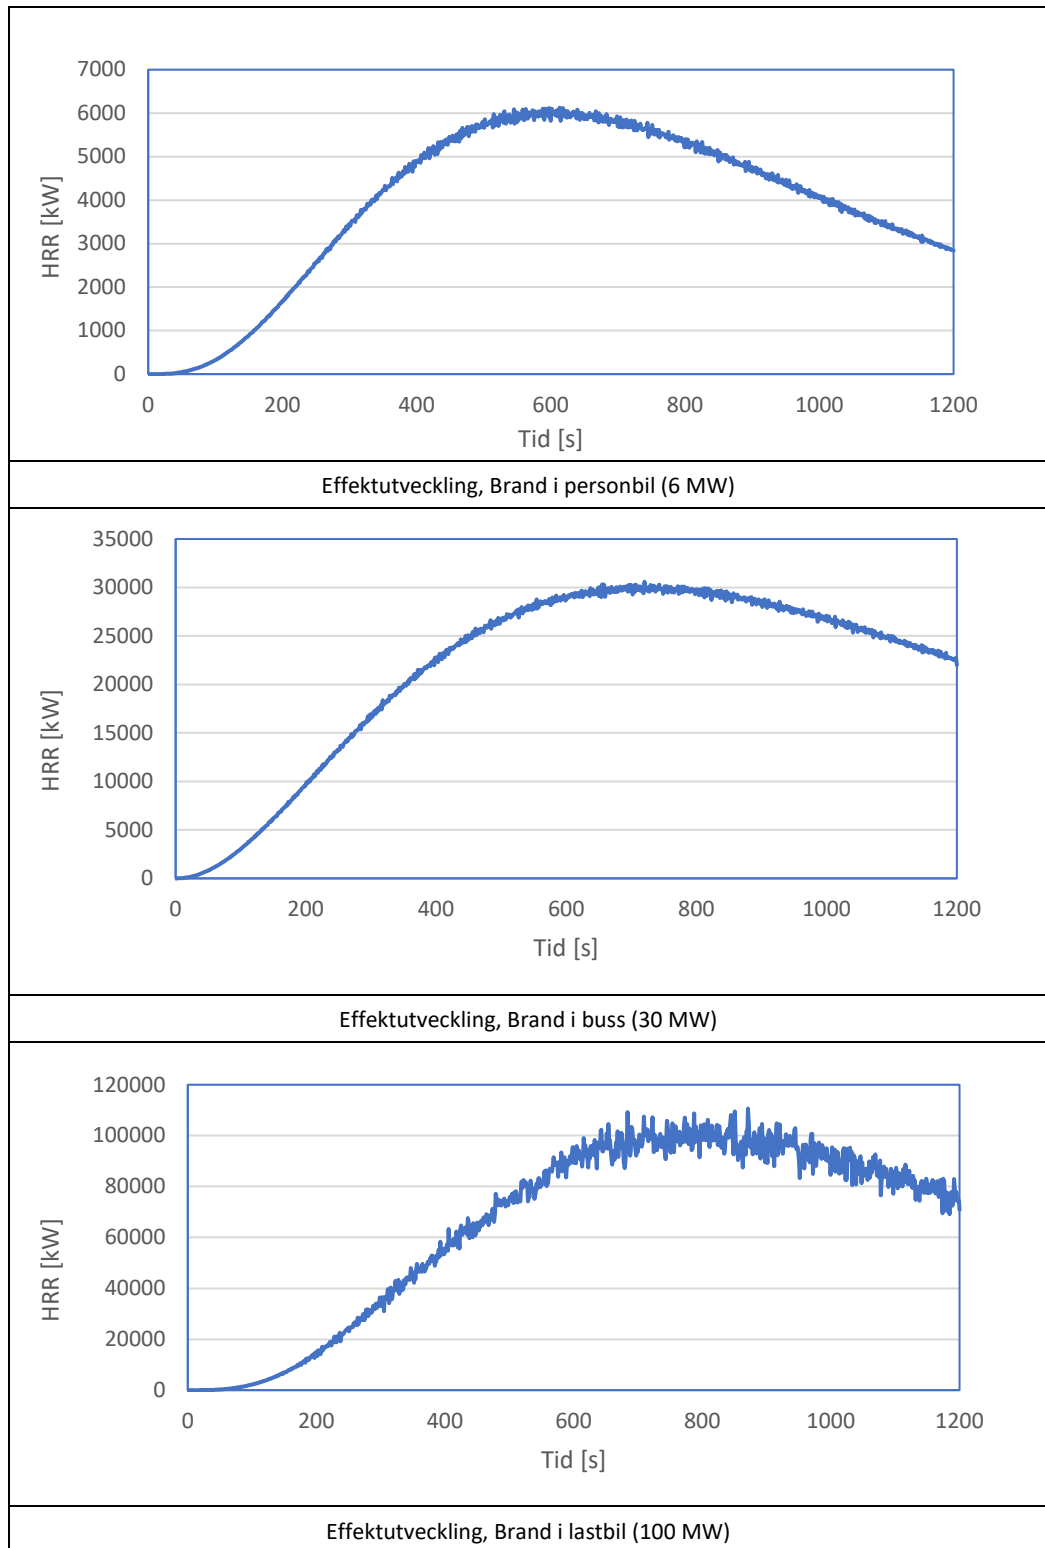 7000
6000
5000
4000
3000
2000
1000
0
HRR [kW]
0 200 400 600 800 1000 1200
Tid [s]
Effektutveckling, Brand i personbil (6 MW)
35000
30000
25000
20000
15000
10000
5000
0
HRR [kW]
0 200 400 600 800 1000 1200
Tid [s]
Effektutveckling, Brand i buss (30 MW)
120000
100000
80000
60000
40000
20000
0
HRR [kW]
0 200 400 600 800 1000 1200
Tid [s]
Effektutveckling, Brand i lastbil (100 MW)